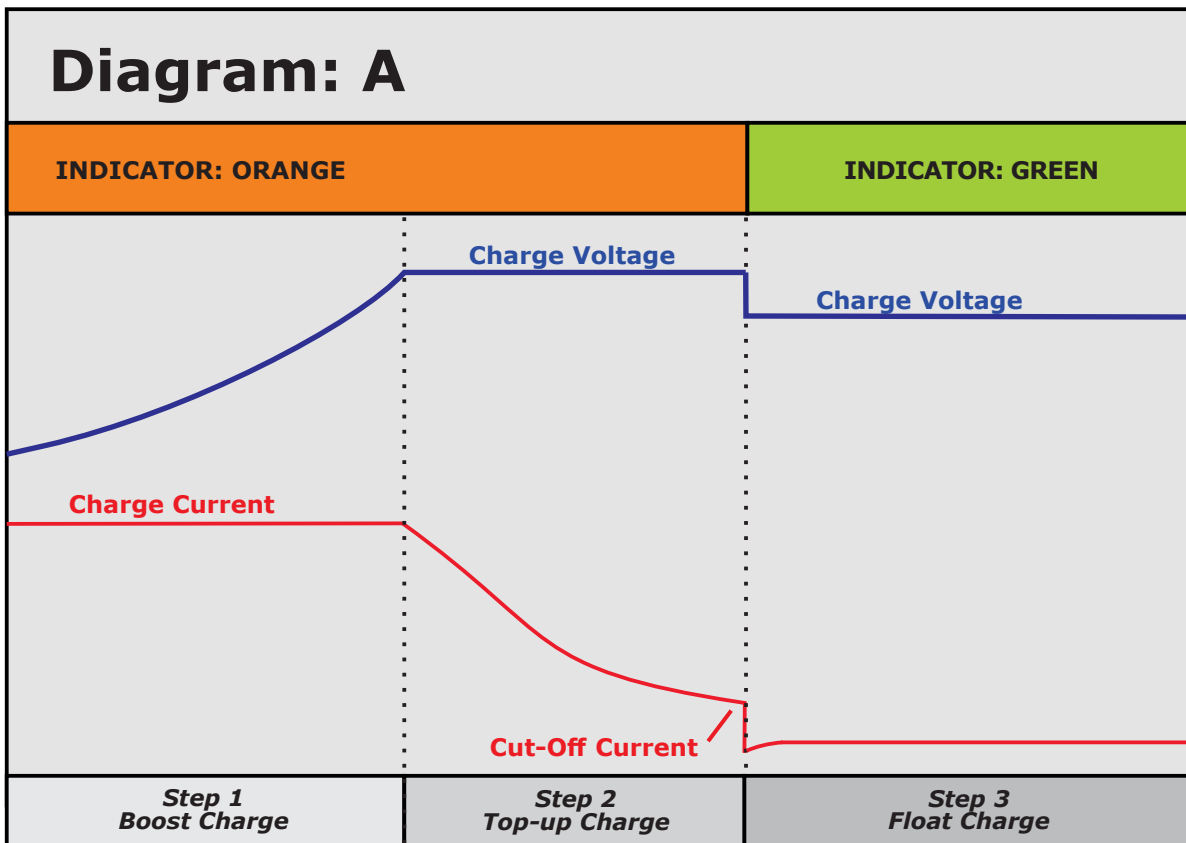 Diagram: A
INDICATOR: ORANGE
INDICATOR: GREEN
Charge Voltage
Charge Voltage
Charge Current
Cut-Off Current
Step 1
Boost Charge
Step 2
Top-up Charge
Step 3
Float Charge